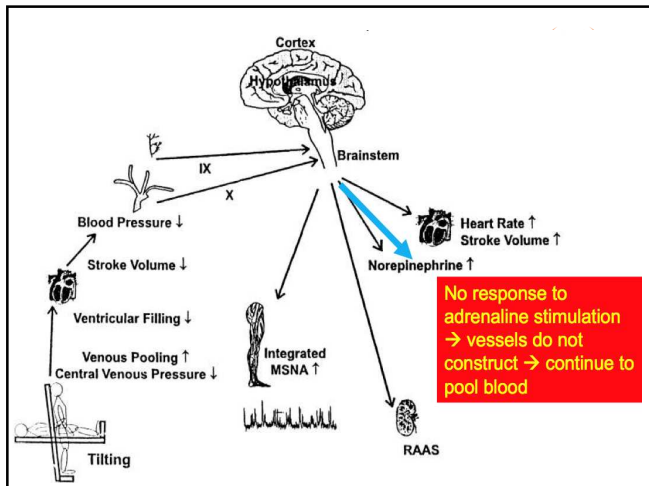 Cortex
Hypothalamus
Brainstem
IX
X
Blood Pressure ↓
Stroke Volume ↓
Ventricular Filling ↓
Venous Pooling ↑
Central Venous Pressure ↓
Tilting
Integrated
MSNA ↑
RAAS
Heart Rate ↑
Stroke Volume ↑
Norepinephrine ↑
No response to
adrenaline stimulation
→ vessels do not
construct → continue to
pool blood